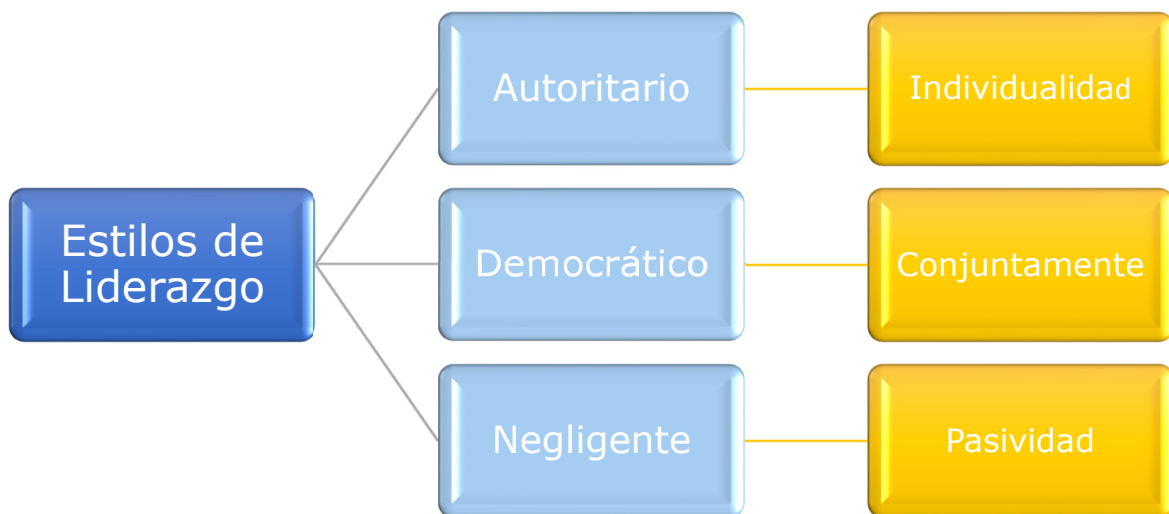 Estilos de
Liderazgo
Autoritario
Individualidad
Democrático
Conjuntamente
Negligente
Pasividad